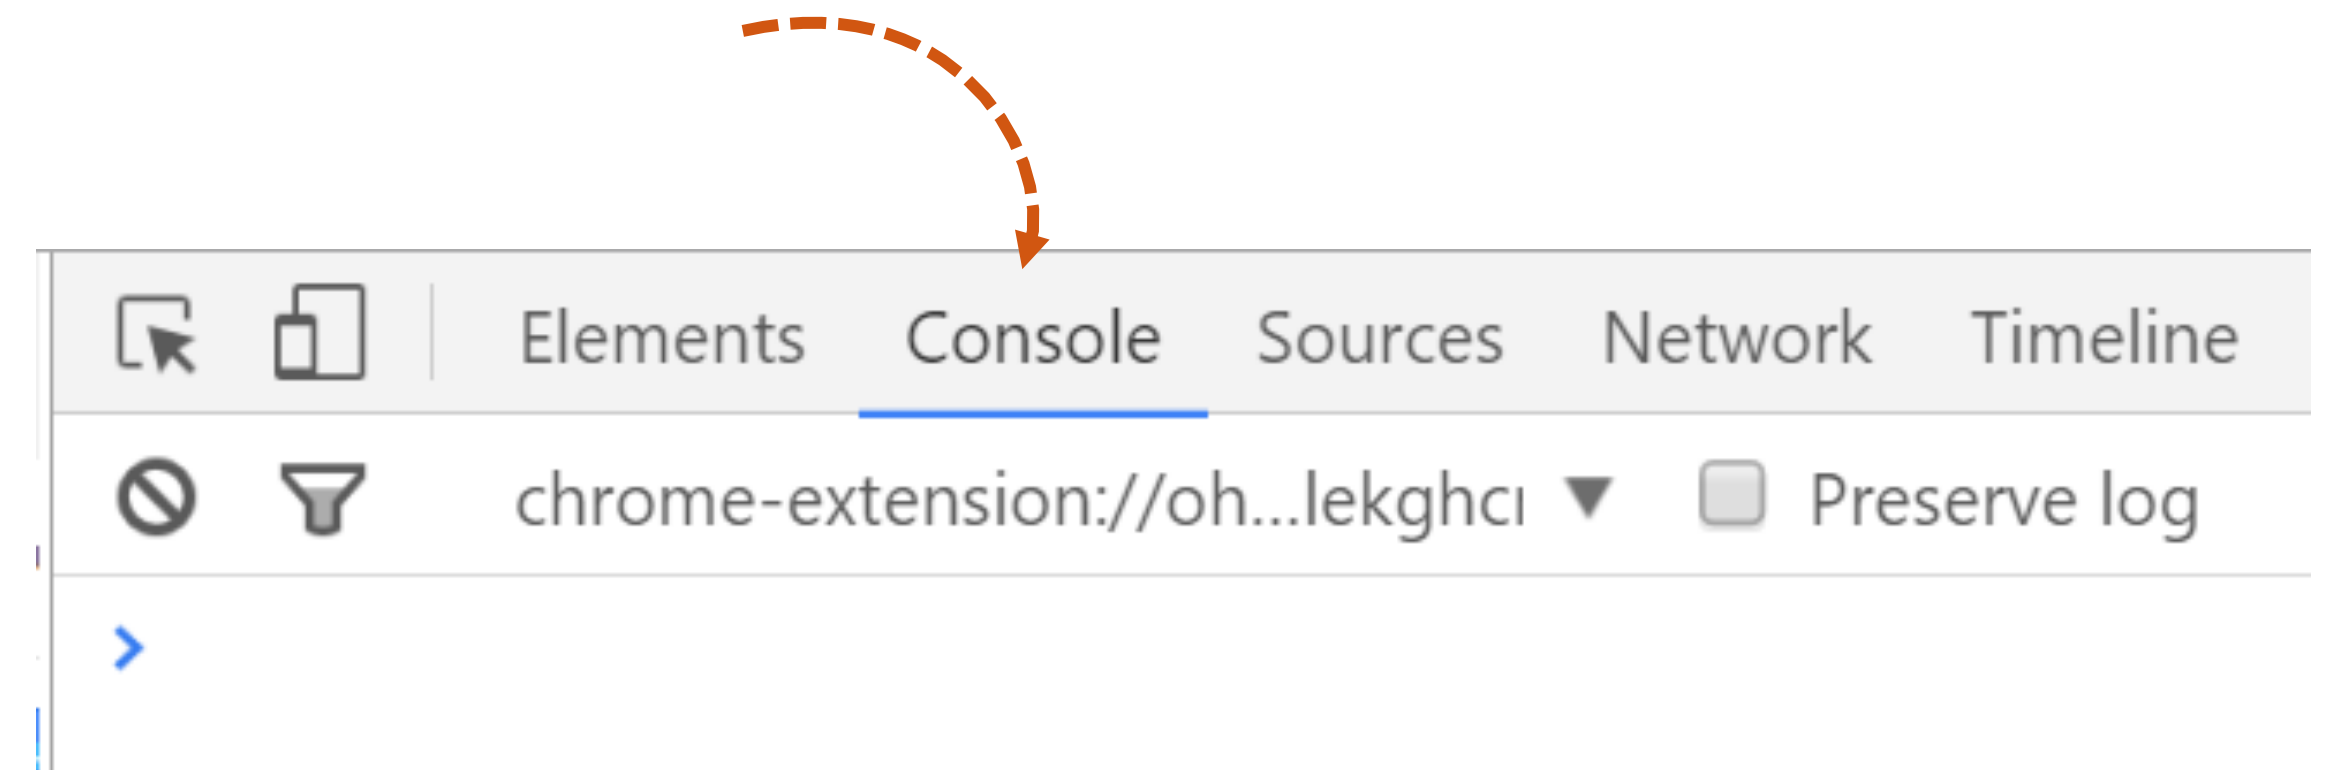 Elements Console Sources Network Timeline
chrome-extension://oh...lekghc Preserve log